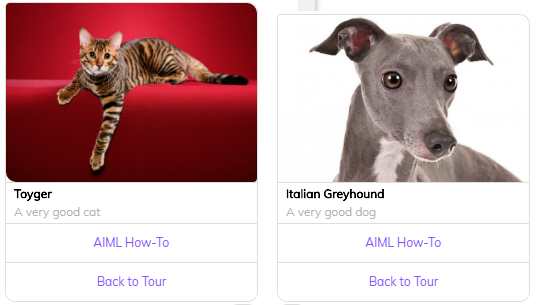 Toyger
A very good cat
AIML How-To
Back to Tour
Italian Greyhound
A very good dog
AIML How-To
Back to Tour